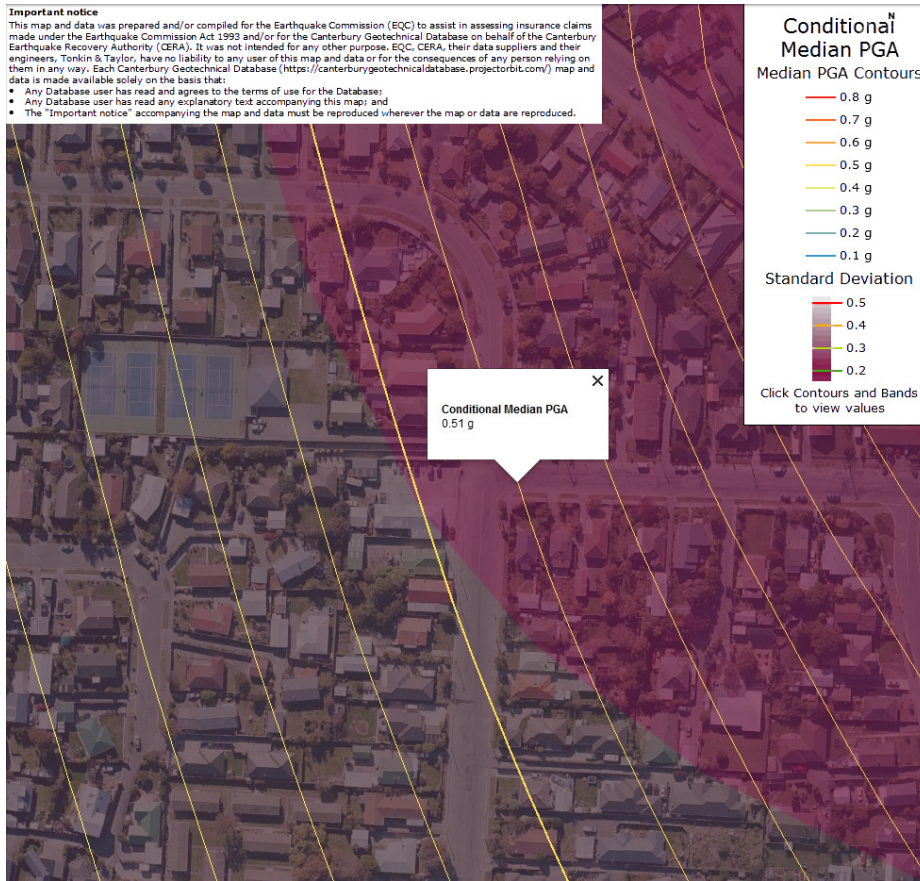 Important notice
This map and data was prepared and/or compiled for the Earthquake Commission (EQC) to assist in assessing insurance claims
made under the Earthquake Commission Act 1993 and/or for the Canterbury Geotechnical Database on behalf of the Canterbury
Earthquake Recovery Authority (CERA). It was not intended for any other purpose. EQC, CERA, their data suppliers and their
engineers, Tonkin & Taylor, have no liability to any user of this map and data or for the consequences of any person relying on
them in any way. Each Canterbury Geotechnical Database (https://canterburygeotechnicaldatabase.projectorbit.com/) map and
data is made available solely on the basis that:
• Any Database user has read and agrees to the terms of use for the Database;
• Any Database user has read any explanatory text accompanying this map; and
• The "Important notice" accompanying the map and data must be reproduced wherever the map or data are reproduced.
N
Conditional
Median PGA
Median PGA Contours
0.8 g
0.7 g
0.6 g
0.5 g
0.4 g
0.3 g
0.2 g
0.1 g
Standard Deviation
0.5
0.4
0.3
0.2
Click Contours and Bands
to view values
Conditional Median PGA
0.51 g